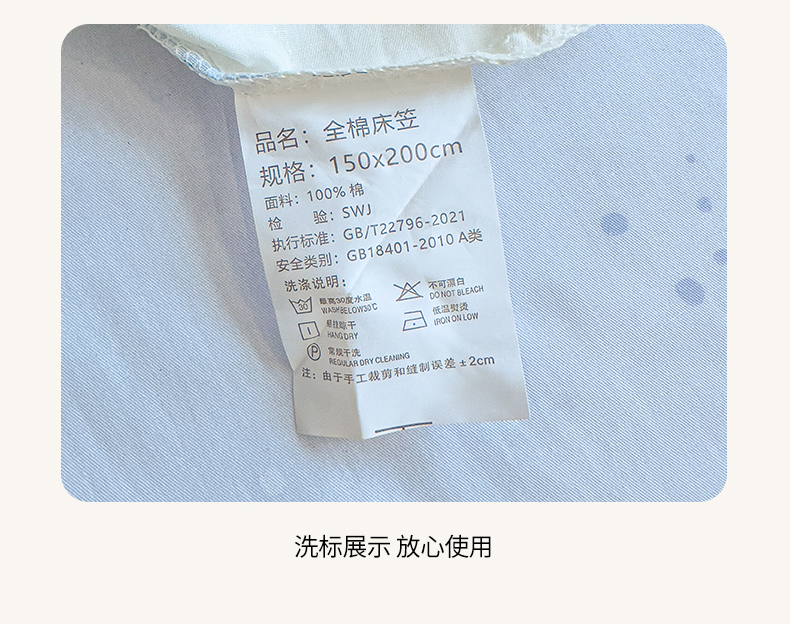 品名：全棉床笠
规格：150x200cm
面料：100% 棉
检 验：SWJ
执行标准：GB/T22796-2021
安全类别：GB18401-2010 A类
洗涤说明：
30 最高30度水温 不可漂白
WASH BELOW30℃ DO NOT BLEACH
悬挂晾干 低温熨烫
HANG DRY IRON ON LOW
P 常规干洗
REGULAR DRY CLEANING
注：由于手工裁剪和缝制误差±2cm
洗标展示 放心使用